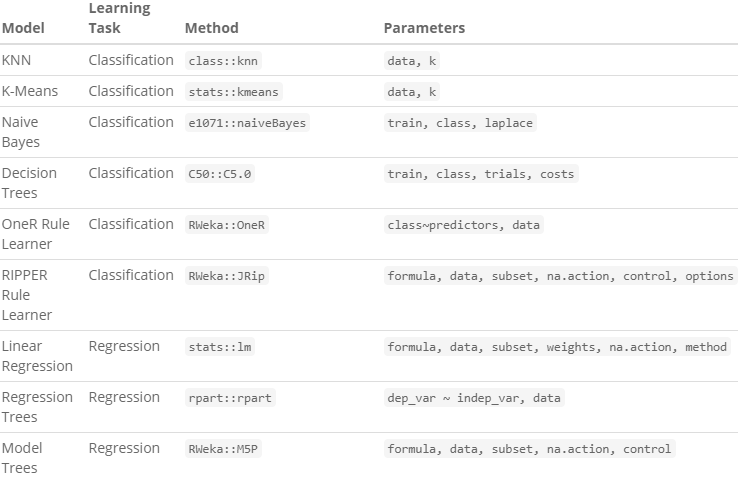 Model Learning Task Method Parameters
KNN Classification class::knn data, k
K-Means Classification stats::kmeans data, k
Naive Classification e1071::naiveBayes train, class, laplace
Bayes
Decision Classification C50::C5.0 train, class, trials, costs
Trees
OneR Rule Classification RWeka::OneR class~predictors, data
Learner
RIPPER Classification RWeka::JRip formula, data, subset, na.action, control, options
Rule
Learner
Linear Regression stats::lm formula, data, subset, weights, na.action, method
Regression
Regression Regression rpart::rpart dep_var ~ indep_var, data
Trees
Model Regression RWeka::M5P formula, data, subset, na.action, control
Trees